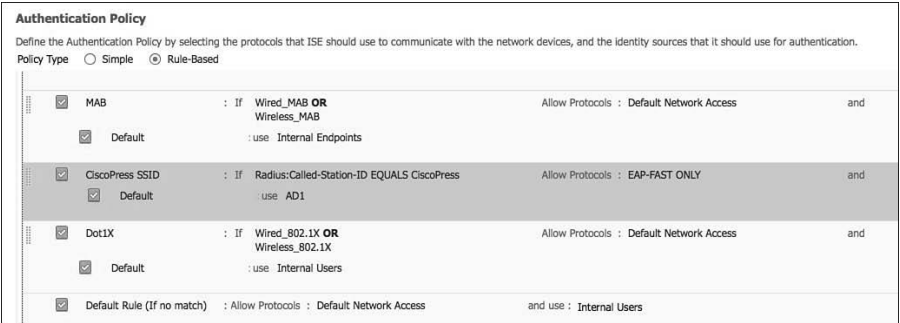 Authentication Policy
Define the Authentication Policy by selecting the protocols that ISE should use to communicate with the network devices, and the identity sources that it should use for authentication.
Policy Type Simple Rule-Based
MAB : If Wired_MAB OR Allow Protocols : Default Network Access and
Wireless_MAB
Default : use Internal Endpoints
CiscoPress SSID : If Radius:Called-Station-ID EQUALS CiscoPress Allow Protocols : EAP-FAST ONLY and
Default : use AD1
Dot1X : If Wired_802.1X OR Allow Protocols : Default Network Access and
Wireless_802.1X
Default : use Internal Users
Default Rule (If no match) : Allow Protocols : Default Network Access and use : Internal Users